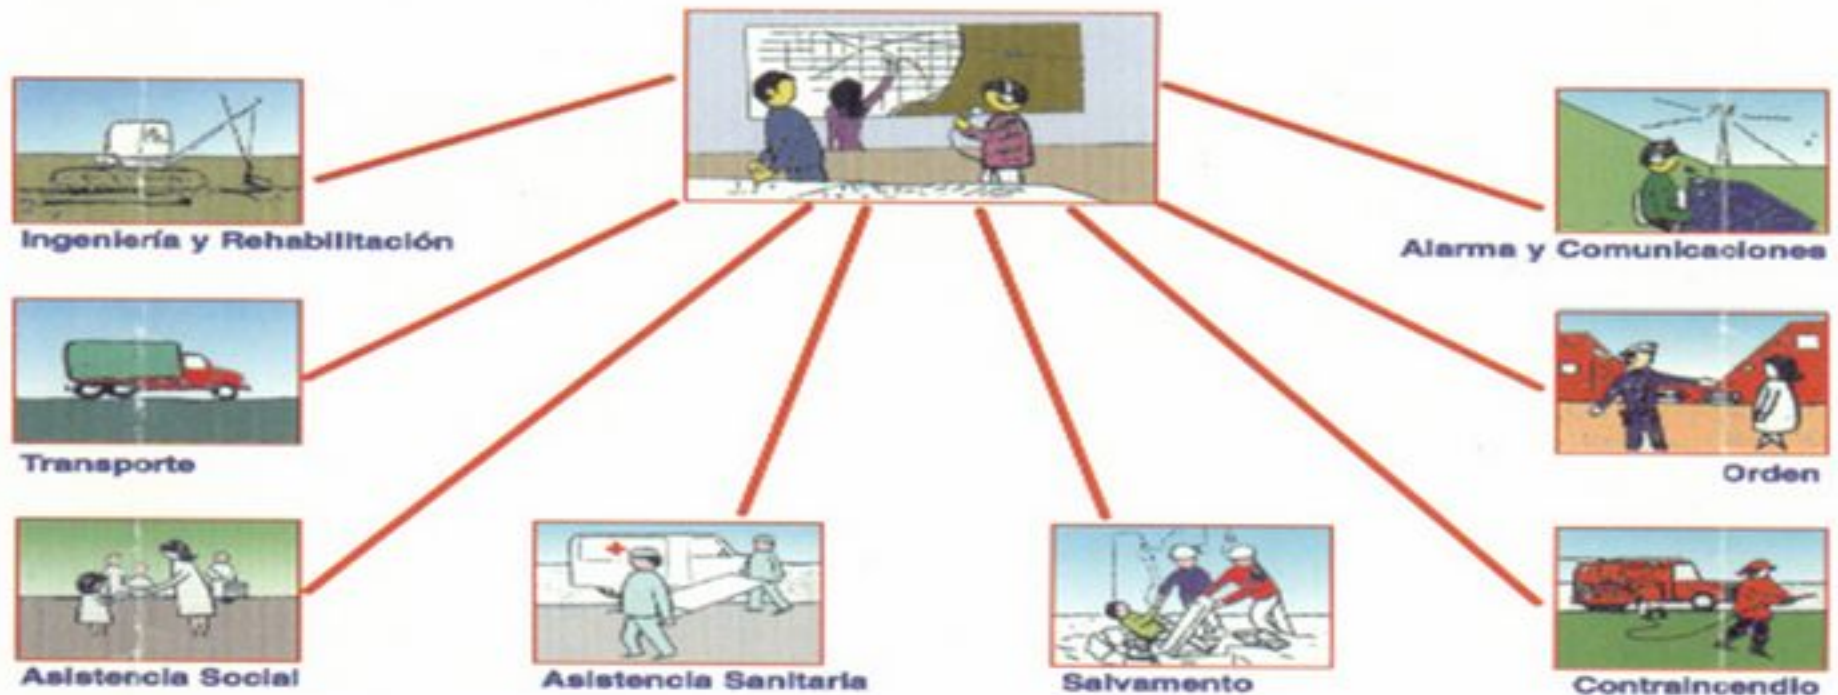 Ingeniería y Rehabilitación
Alarma y Comunicaciones
Transporte
Orden
Asistencia Social
Asistencia Sanitaria
Salvamento
Contraincendio